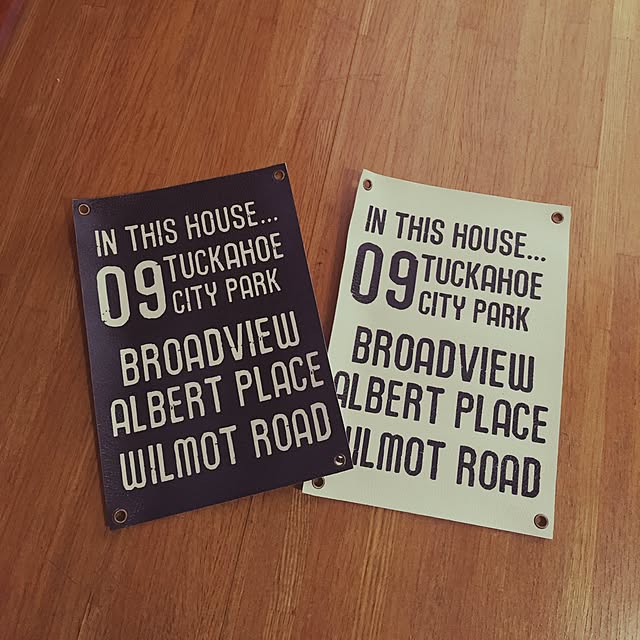 IN THIS HOUSE...
09 TUCKAHOE
CITY PARK
BROADVIEW
ALBERT PLACE
WILMOT ROAD
IN THIS HOUSE...
09 TUCKAHOE
CITY PARK
BROADVIEW
ALBERT PLACE
WILMOT ROAD